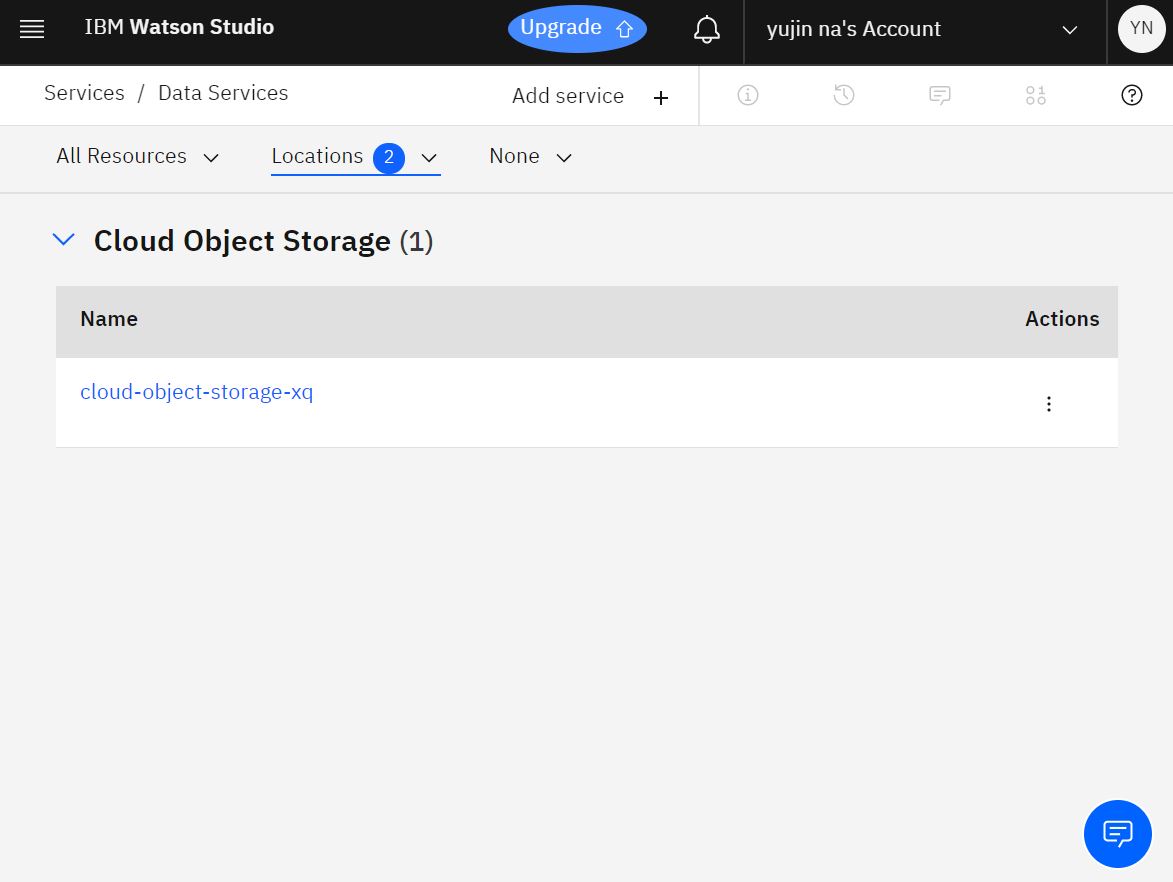 IBM Watson Studio
Upgrade
yujin na's Account
YN
Services / Data Services
Add service +
All Resources
Locations 2
None
Cloud Object Storage (1)
Name
Actions
cloud-object-storage-xq